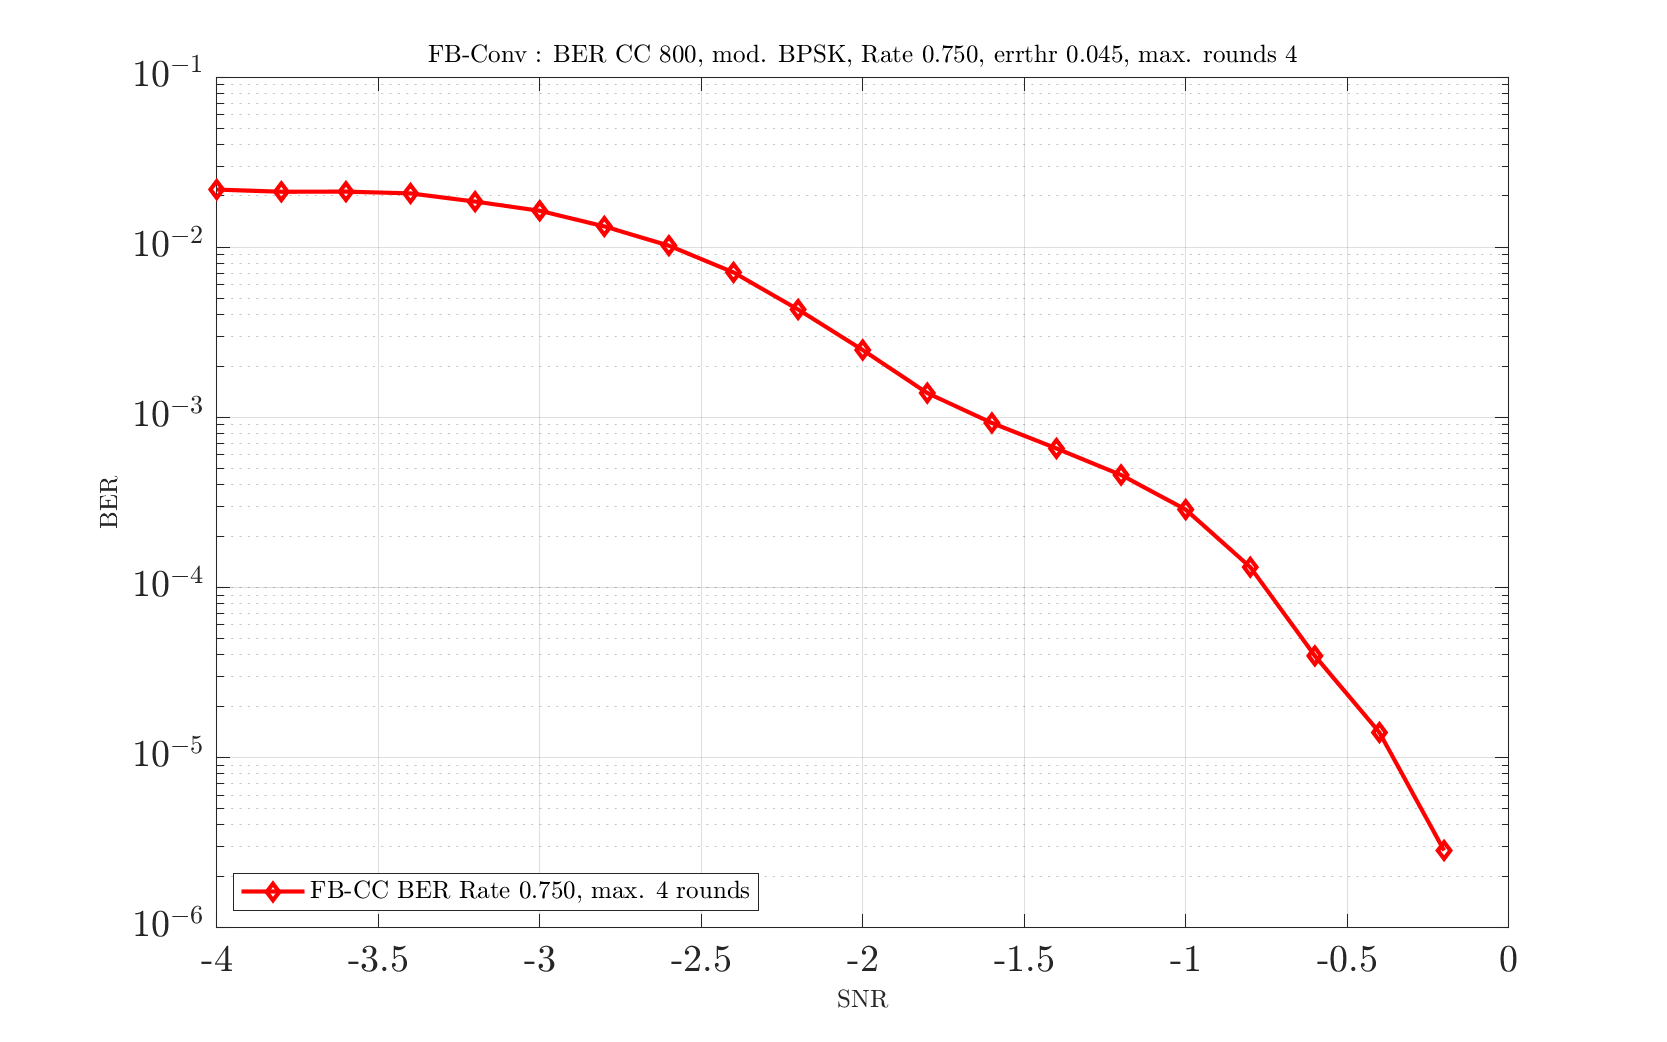 FB-Conv : BER CC 800, mod. BPSK, Rate 0.750, errthr 0.045, max. rounds 4
10^{-1}
10^{-2}
10^{-3}
10^{-4}
10^{-5}
10^{-6}
BER
FB-CC BER Rate 0.750, max. 4 rounds
-4 -3.5 -3 -2.5 -2 -1.5 -1 -0.5 0
SNR